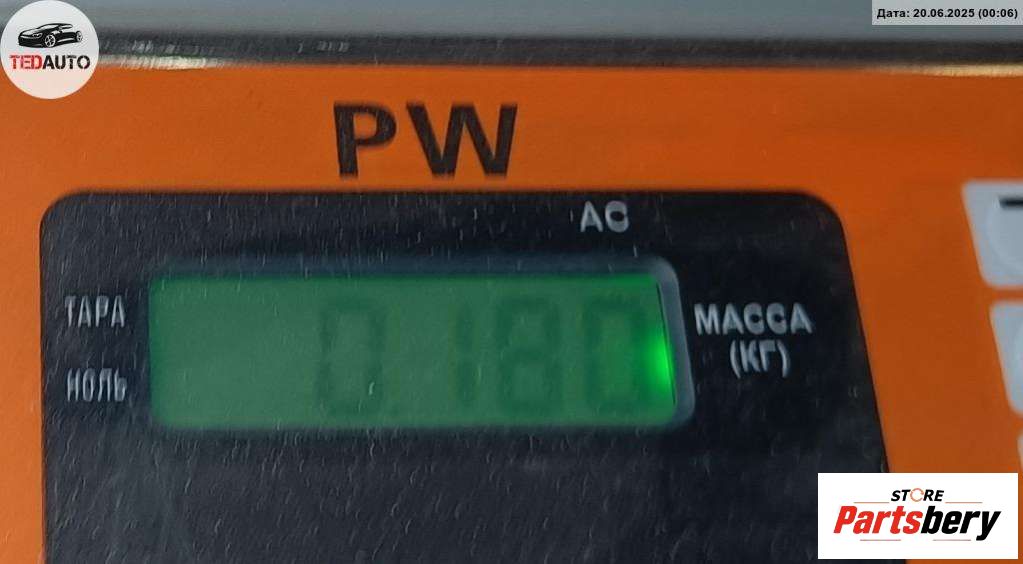 Дата: 20.06.2025 (00:06)
TEDAUTO
PW
AC
ТАРА
0.180
МАССА
(КГ)
НОЛЬ
STORE
Partsbery